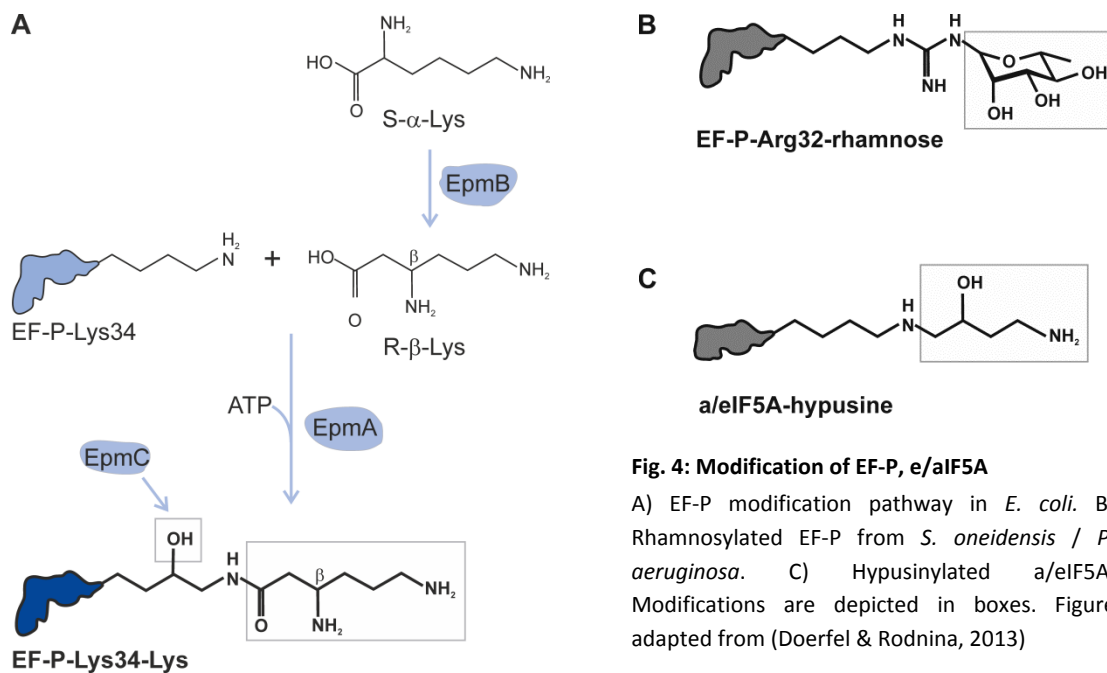 A
NH₂
HO
O
NH₂
S-α-Lys
EpmB
H₂
N
EF-P-Lys34
+
HO
O
β
NH₂
NH₂
R-β-Lys
ATP
EpmA
EpmC
OH
H
N
O
β
NH₂
NH₂
EF-P-Lys34-Lys
B
H
N
H
N
NH
O
OH
OH
OH
EF-P-Arg32-rhamnose
C
H
N
OH
NH₂
a/eIF5A-hypusine
Fig. 4: Modification of EF-P, e/aIF5A
A) EF-P modification pathway in E. coli. B
Rhamnosylated EF-P from S. oneidensis / P
aeruginosa. C) Hypusinylated a/eIF5A
Modifications are depicted in boxes. Figure
adapted from (Doerfel & Rodnina, 2013)